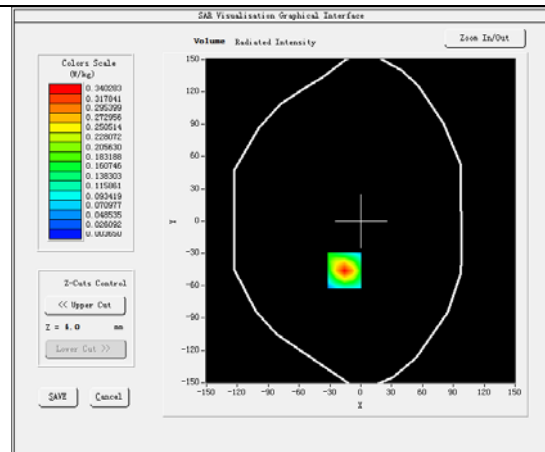 SAR Visualisation Graphical Interface
Volume Radiated Intensity
Zoom In/Out
Colors Scale
(W/kg)
0.340283
0.317841
0.295399
0.272956
0.250514
0.228072
0.205630
0.183188
0.160746
0.138303
0.115861
0.093419
0.070977
0.048535
0.026092
0.003650
150
120
90
60
30
0
-30
-60
-90
-120
-150
Y
-150 -120 -90 -60 -30 0 30 60 90 120 150
X
Z-Cuts Control
<< Upper Cut
Z = 4.0 mm
Lower Cut >>
SAVE Cancel